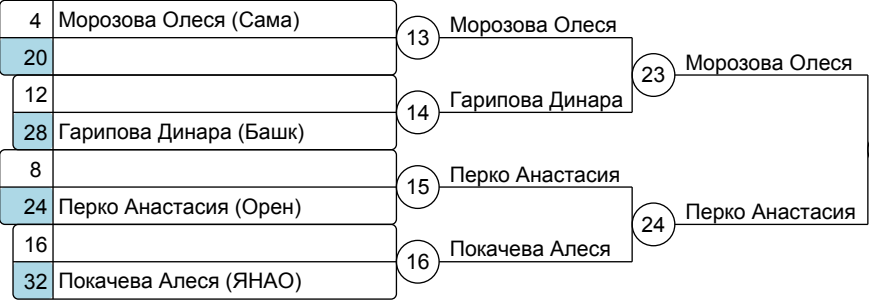 4 Морозова Олеся (Сама)
20
13 Морозова Олеся
12
28 Гарипова Динара (Башк)
14 Гарипова Динара
23 Морозова Олеся
8
24 Перко Анастасия (Орен)
15 Перко Анастасия
16
32 Покачева Алеся (ЯНАО)
16 Покачева Алеся
24 Перко Анастасия